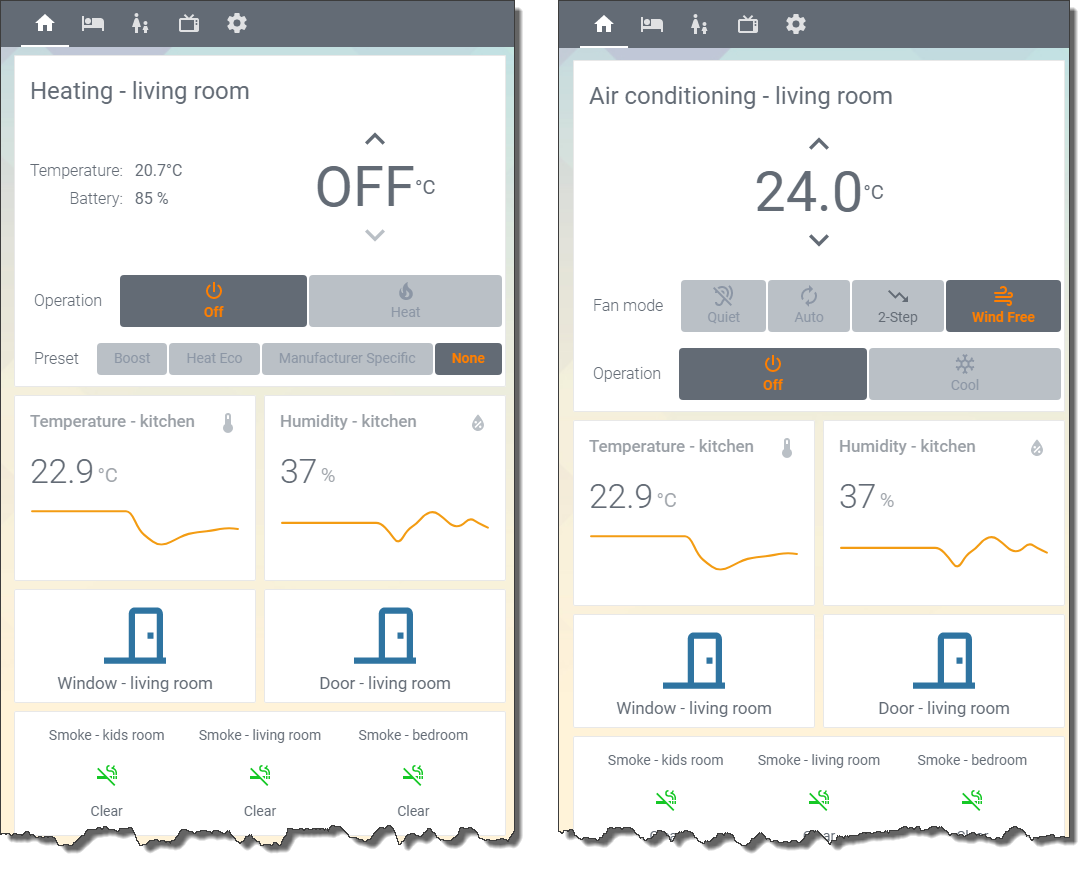 Heating - living room
Temperature: 20.7°C
Battery: 85 %
OFF °C
Operation Off Heat
Preset Boost Heat Eco Manufacturer Specific None
Temperature - kitchen
22.9 °C
Humidity - kitchen
37 %
Window - living room
Door - living room
Smoke - kids room Smoke - living room Smoke - bedroom
Clear Clear Clear
Air conditioning - living room
24.0 °C
Fan mode Quiet Auto 2-Step Wind Free
Operation Off Cool
Temperature - kitchen
22.9 °C
Humidity - kitchen
37 %
Window - living room
Door - living room
Smoke - kids room Smoke - living room Smoke - bedroom